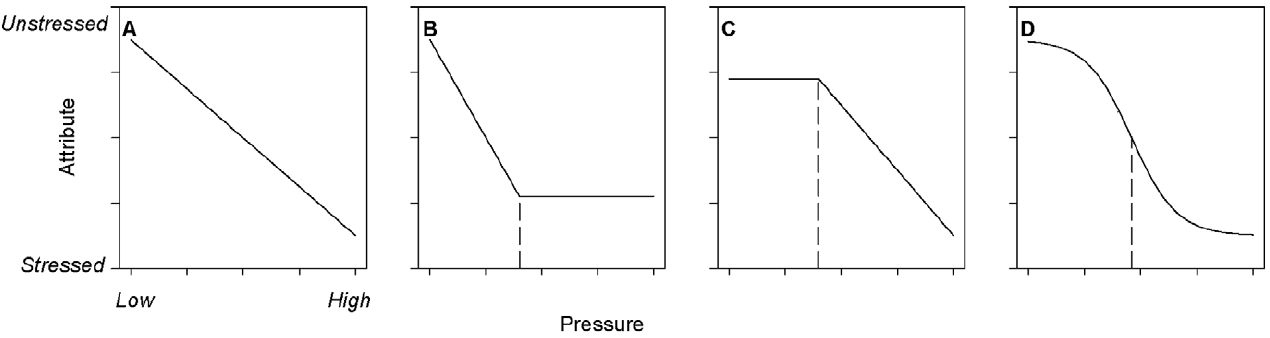 Unstressed
A
B
C
D
Attribute
Stressed
Low
High
Pressure